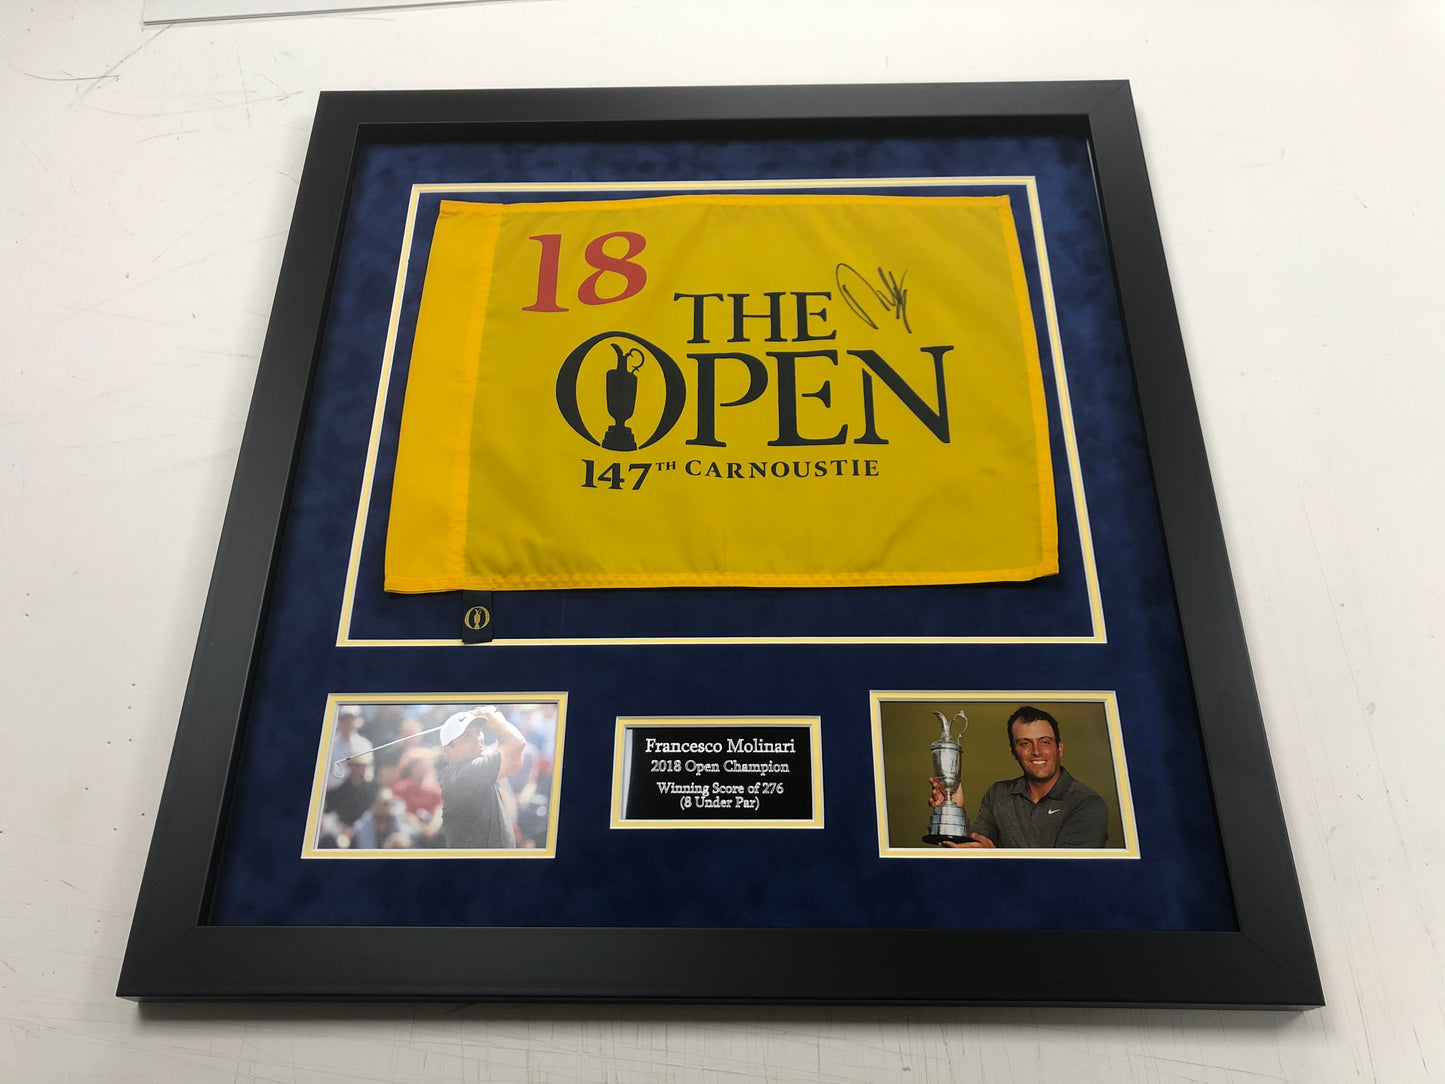 18
THE
OPEN
147TH CARNOUSTIE
Francesco Molinari
2018 Open Champion
Winning Score of 276
(8 Under Par)